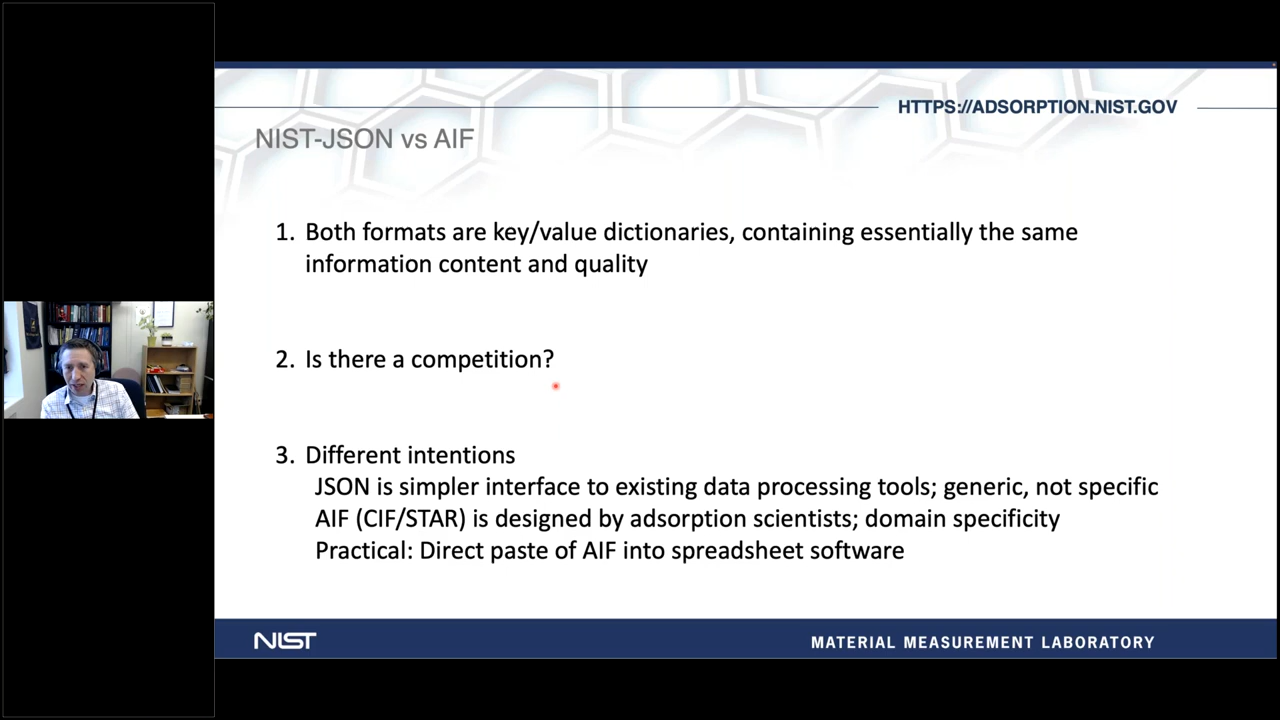 HTTPS://ADSORPTION.NIST.GOV
NIST-JSON vs AIF
1. Both formats are key/value dictionaries, containing essentially the same
information content and quality
2. Is there a competition?
3. Different intentions
JSON is simpler interface to existing data processing tools; generic, not specific
AIF (CIF/STAR) is designed by adsorption scientists; domain specificity
Practical: Direct paste of AIF into spreadsheet software
NIST
MATERIAL MEASUREMENT LABORATORY